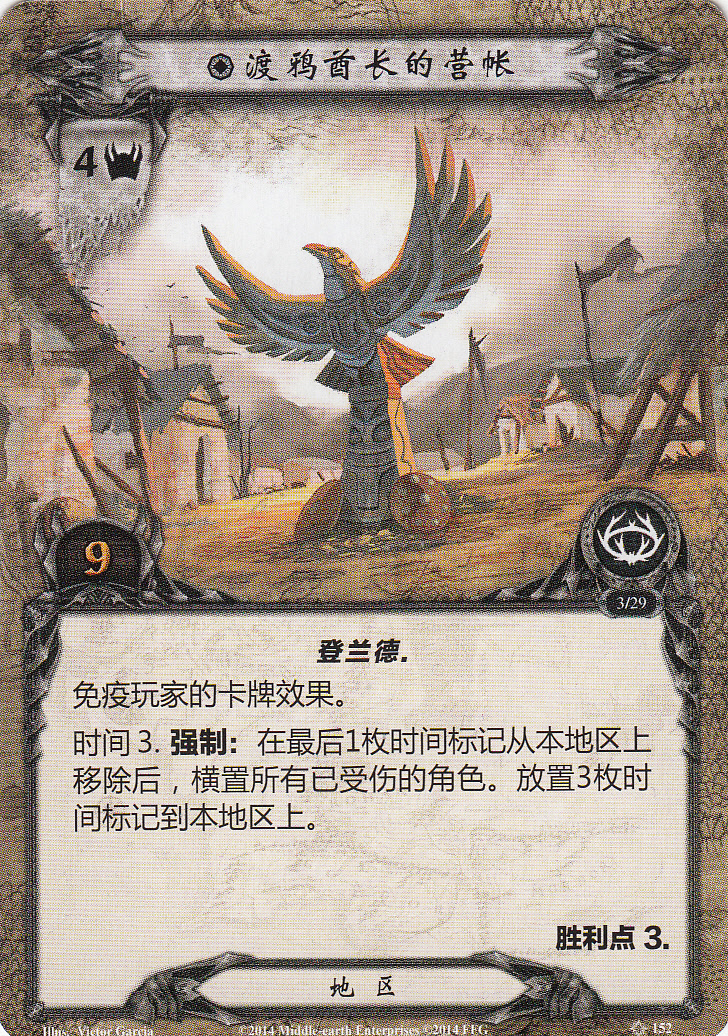 渡鸦酋长的营帐
4
9
3/29
登兰德.
免疫玩家的卡牌效果。
时间 3. 强制：在最后1枚时间标记从本地区上
移除后，横置所有已受伤的角色。放置3枚时
间标记到本地区上。
胜利点 3.
地 区
Illus. Victor Garcia ©2014 Middle-earth Enterprises ©2014 FFG 152